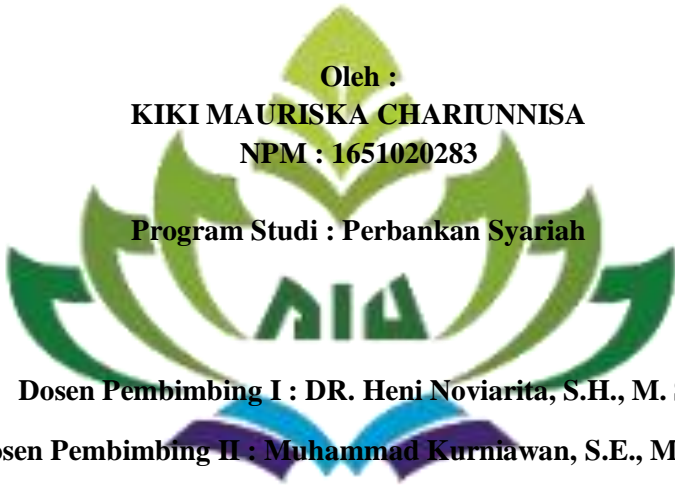 Oleh :
KIKI MAURISKA CHARIUNNISA
NPM : 1651020283
Program Studi : Perbankan Syariah
Dosen Pembimbing I : DR. Heni Noviarita, S.H., M.
Pembimbing II : Muhammad Kurniawan, S.E.,